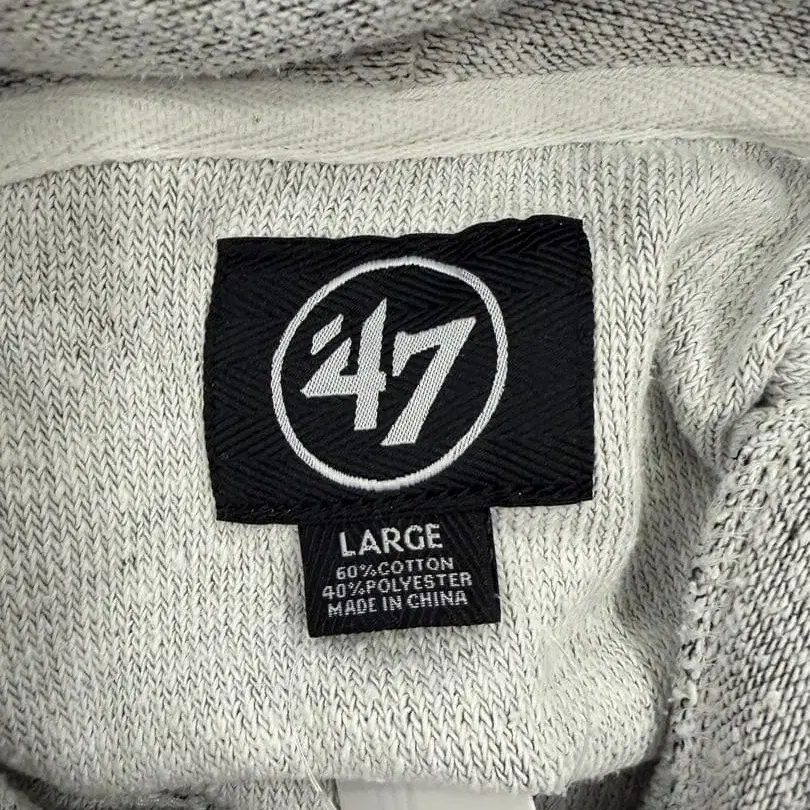 '47
LARGE
60%COTTON
40%POLYESTER
MADE IN CHINA